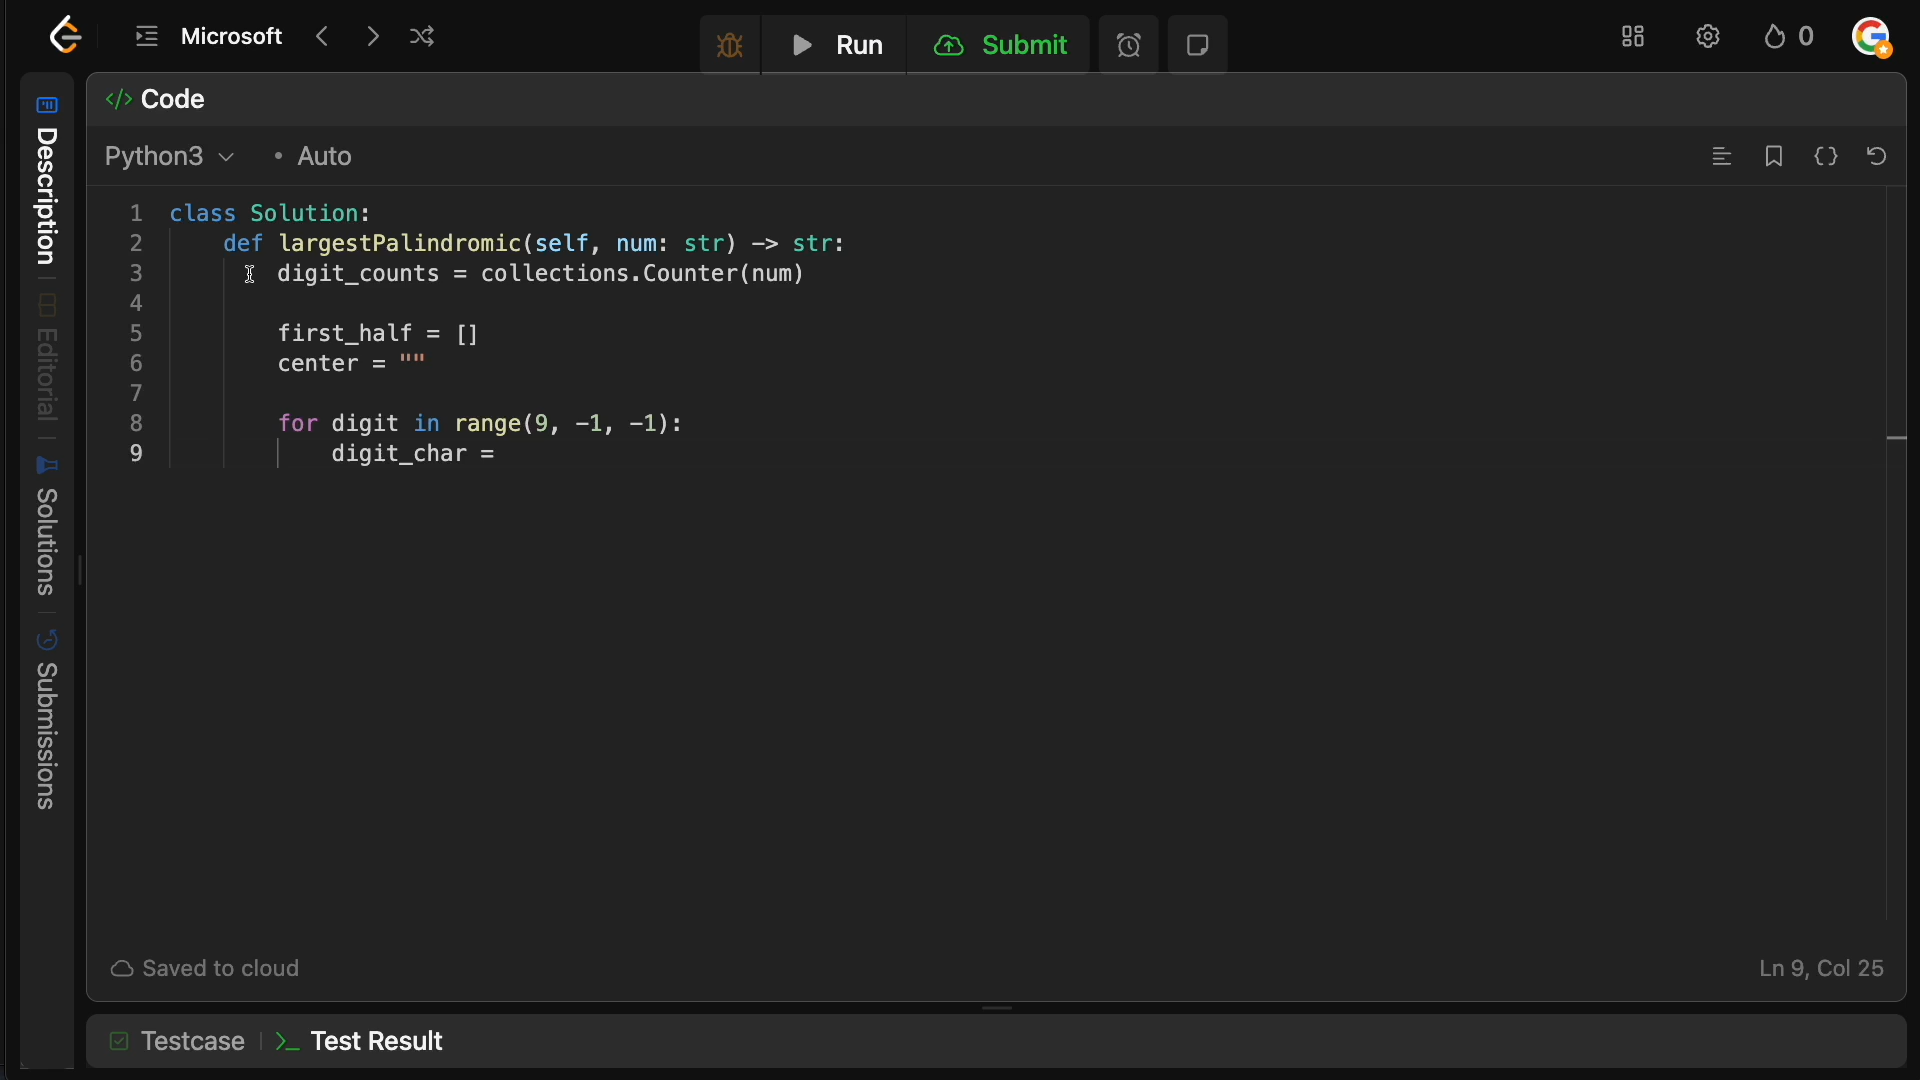 Microsoft
Run
Submit
0
</> Code
Python3
• Auto
1 class Solution:
2 def largestPalindromic(self, num: str) -> str:
3 digit_counts = collections.Counter(num)
4
5 first_half = []
6 center = ""
7
8 for digit in range(9, -1, -1):
9 digit_char =
Description
Editorial
Solutions
Submissions
Saved to cloud
Ln 9, Col 25
Testcase
>_ Test Result